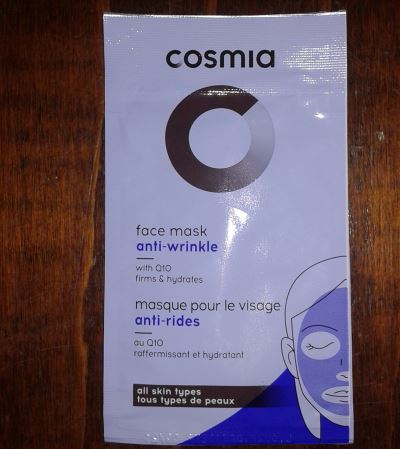 cosmia
face mask
anti-wrinkle
with Q10
firms & hydrates
masque pour le visage
anti-rides
au Q10
raffermissant et hydratant
all skin types
tous types de peaux